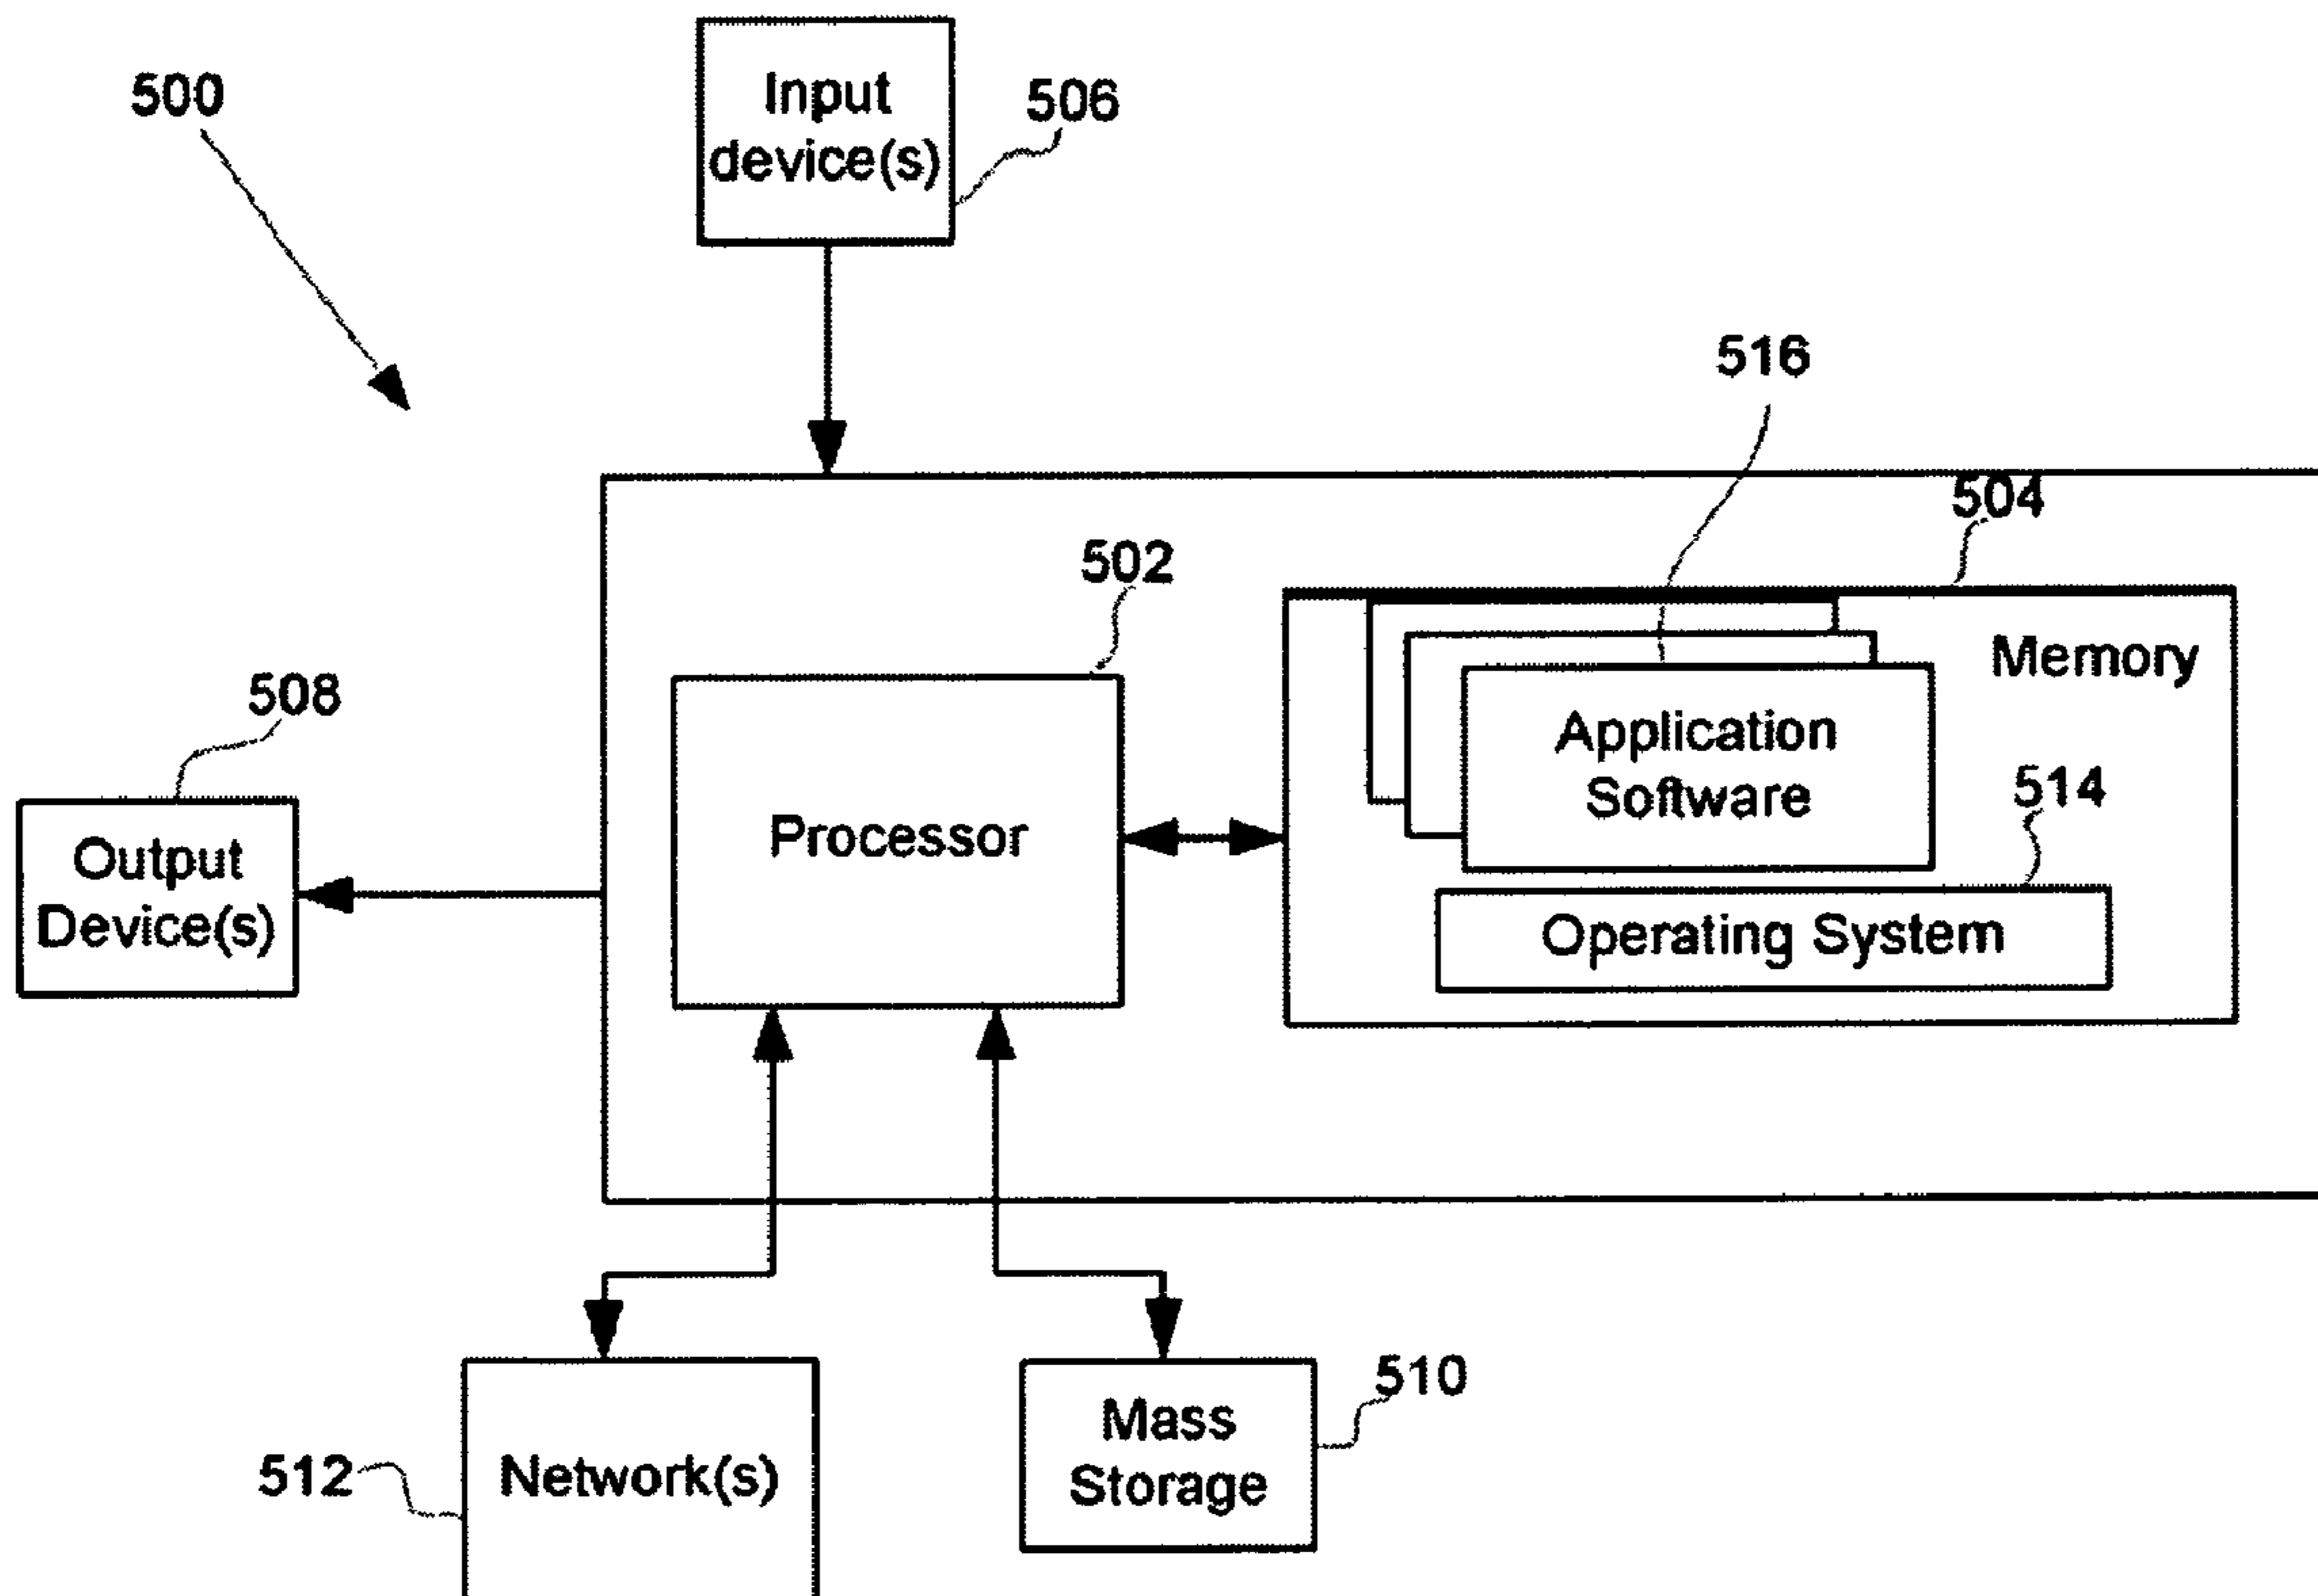 500
Input
device(s)
506
516
504
502
Memory
508
Application
Software
514
Processor
Output
Device(s)
Operating System
510
Mass
Storage
512
Network(s)